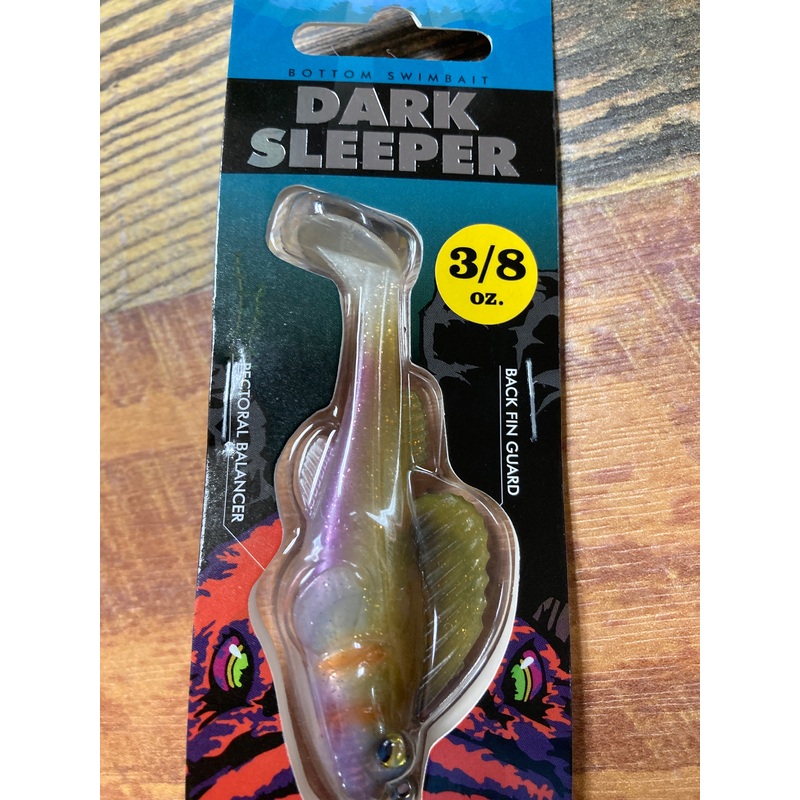 BOTTOM SWIMBAIT
DARK
SLEEPER
3/8
oz.
PECTORAL BALANCER
BACK FIN GUARD